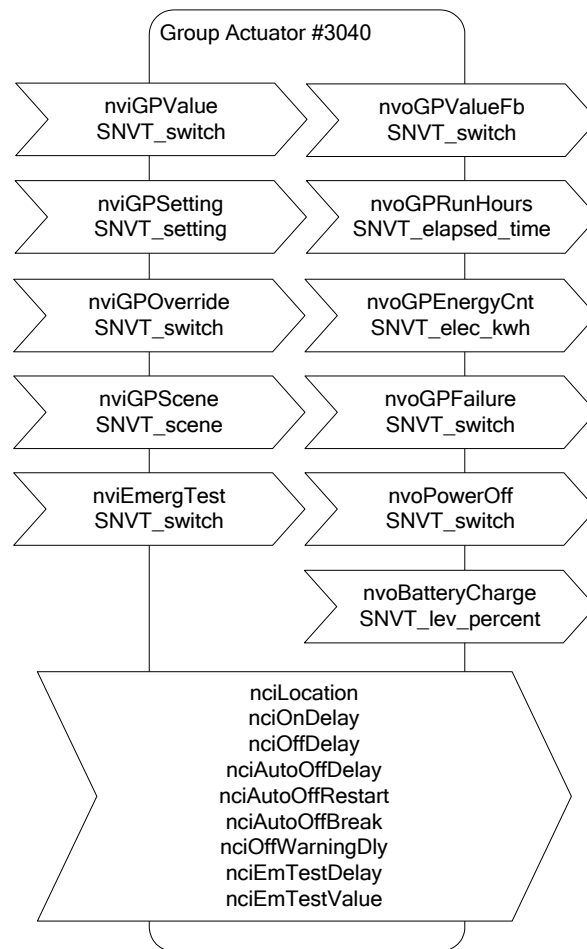 Group Actuator #3040
nviGPValue
SNVT_switch
nvoGPValueFb
SNVT_switch
nviGPSetting
SNVT_setting
nvoGPRunHours
SNVT_elapsed_time
nviGPOverride
SNVT_switch
nvoGPEnergyCnt
SNVT_elec_kwh
nviGPScene
SNVT_scene
nvoGPFailure
SNVT_switch
nviEmergTest
SNVT_switch
nvoPowerOff
SNVT_switch
nvoBatteryCharge
SNVT_lev_percent
nciLocation
nciOnDelay
nciOffDelay
nciAutoOffDelay
nciAutoOffRestart
nciAutoOffBreak
nciOffWarningDly
nciEmTestDelay
nciEmTestValue